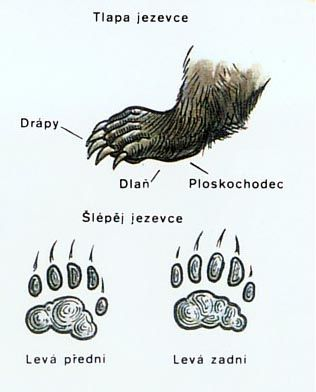 Tlapa jezevce
Drápy
Dlaň
Ploskochodec
Šlépěj jezevce
Levá přední
Levá zadní